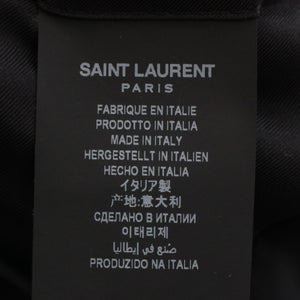 SAINT LAURENT
PARIS
FABRIQUE EN ITALIE
PRODOTTO IN ITALIA
MADE IN ITALY
HERGESTELLT IN ITALIEN
HECHO EN ITALIA
イタリア製
产地:意大利
СДЕЛАНО В ИТАЛИИ
이태리제
صنع في إيطاليا
PRODUZIDO NA ITALIA